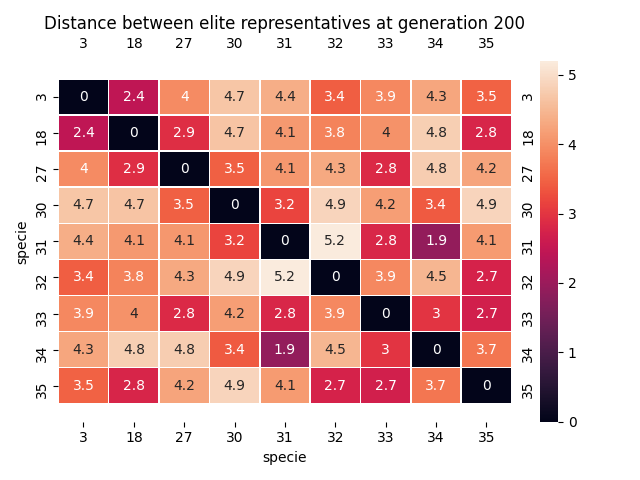 Distance between elite representatives at generation 200
3 18 27 30 31 32 33 34 35
3 0 2.4 4 4.7 4.4 3.4 3.9 4.3 3.5 3
18 2.4 0 2.9 4.7 4.1 3.8 4 4.8 2.8 18
27 4 2.9 0 3.5 4.1 4.3 2.8 4.8 4.2 27
30 4.7 4.7 3.5 0 3.2 4.9 4.2 3.4 4.9 30
31 4.4 4.1 4.1 3.2 0 5.2 2.8 1.9 4.1 31
32 3.4 3.8 4.3 4.9 5.2 0 3.9 4.5 2.7 32
33 3.9 4 2.8 4.2 2.8 3.9 0 3 2.7 33
34 4.3 4.8 4.8 3.4 1.9 4.5 3 0 3.7 34
35 3.5 2.8 4.2 4.9 4.1 2.7 2.7 3.7 0 35
3 18 27 30 31 32 33 34 35
specie
specie
5
4
3
2
1
0